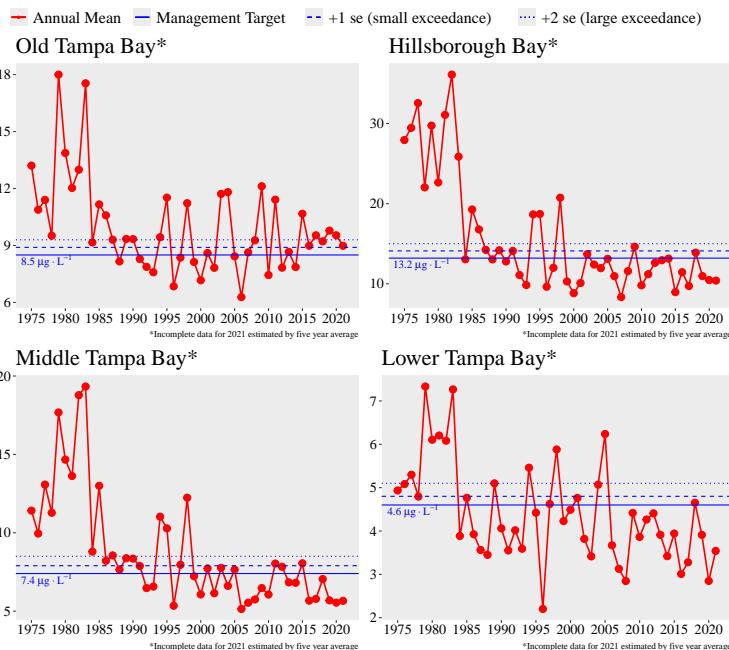 Annual Mean Management Target +1 se (small exceedance) +2 se (large exceedance)
Old Tampa Bay*
18
15
12
9
6
8.5 μg · L⁻¹
1975 1980 1985 1990 1995 2000 2005 2010 2015 2020
*Incomplete data for 2021 estimated by five year average
Hillsborough Bay*
30
20
10
13.2 μg · L⁻¹
1975 1980 1985 1990 1995 2000 2005 2010 2015 2020
*Incomplete data for 2021 estimated by five year average
Middle Tampa Bay*
20
15
10
5
7.4 μg · L⁻¹
1975 1980 1985 1990 1995 2000 2005 2010 2015 2020
*Incomplete data for 2021 estimated by five year average
Lower Tampa Bay*
7
6
5
4
3
2
4.6 μg · L⁻¹
1975 1980 1985 1990 1995 2000 2005 2010 2015 2020
*Incomplete data for 2021 estimated by five year average